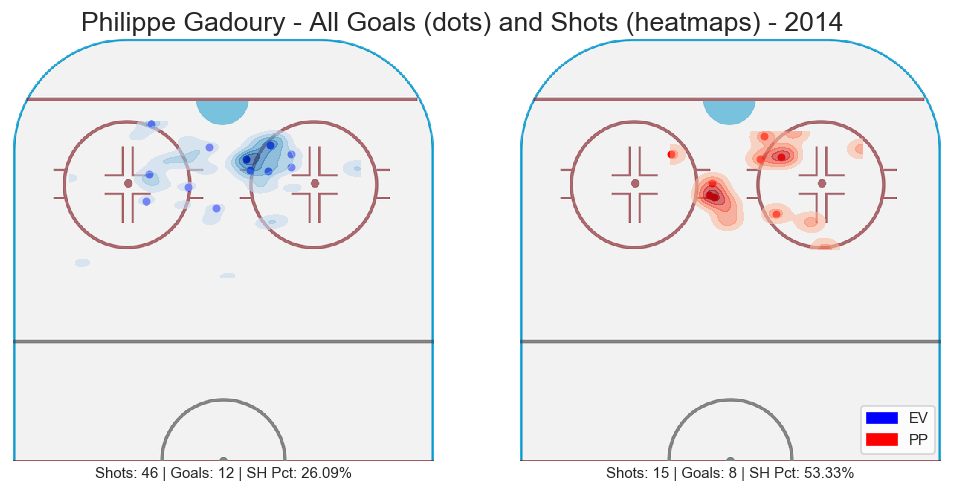 Philippe Gadoury - All Goals (dots) and Shots (heatmaps) - 2014
EV
PP
Shots: 46 | Goals: 12 | SH Pct: 26.09%
Shots: 15 | Goals: 8 | SH Pct: 53.33%